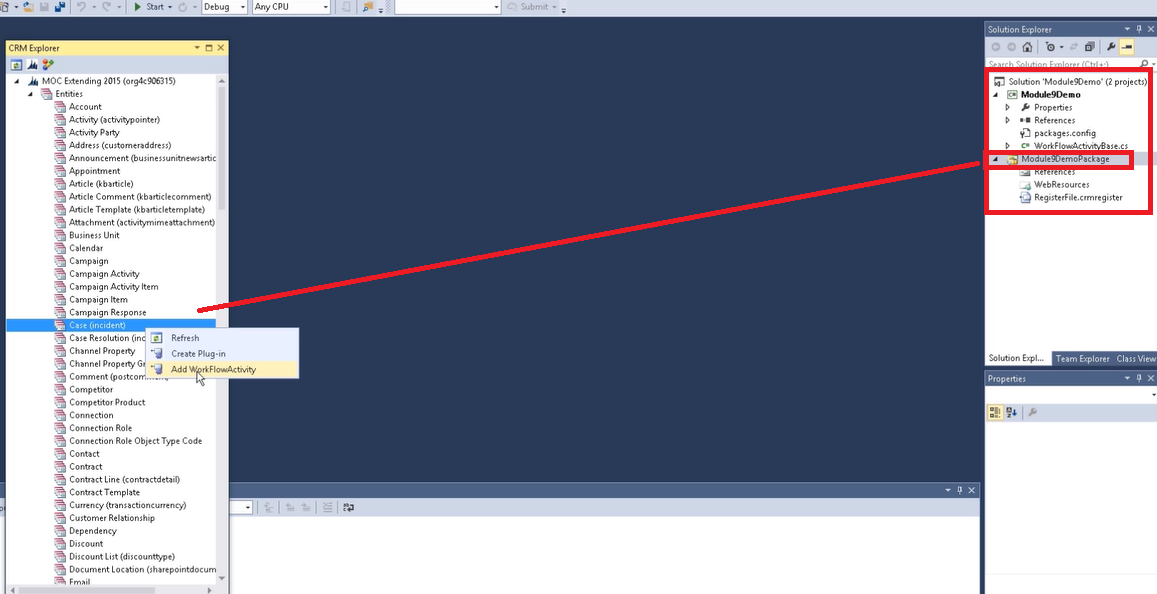 Start
Debug
Any CPU
Submit
CRM Explorer
MOC Extending 2015 (org4c906315)
Entities
Account
Activity (activitypointer)
Activity Party
Address (customeraddress)
Announcement (businessunitnewsartic
Appointment
Article (kbarticle)
Article Comment (kbarticlecomment)
Article Template (kbarticletemplate)
Attachment (activitymimeattachment)
Business Unit
Calendar
Campaign
Campaign Activity
Campaign Activity Item
Campaign Item
Campaign Response
Case (incident)
Case Resolution (inc
Channel Property
Channel Property Gr
Comment (postcomm
Competitor
Competitor Product
Connection
Connection Role
Connection Role Object Type Code
Contact
Contract
Contract Line (contractdetail)
Contract Template
Currency (transactioncurrency)
Customer Relationship
Dependency
Discount
Discount List (discounttype)
Document Location (sharepointdocum
Email
Refresh
Create Plug-in
Add WorkFlowActivity
Solution Explorer
Search Solution Explorer (Ctrl+;)
Solution 'Module9Demo' (2 projects)
Module9Demo
Properties
References
packages.config
WorkFlowActivityBase.cs
Module9DemoPackage
References
WebResources
RegisterFile.crmregister
Solution Expl... Team Explorer Class View
Properties